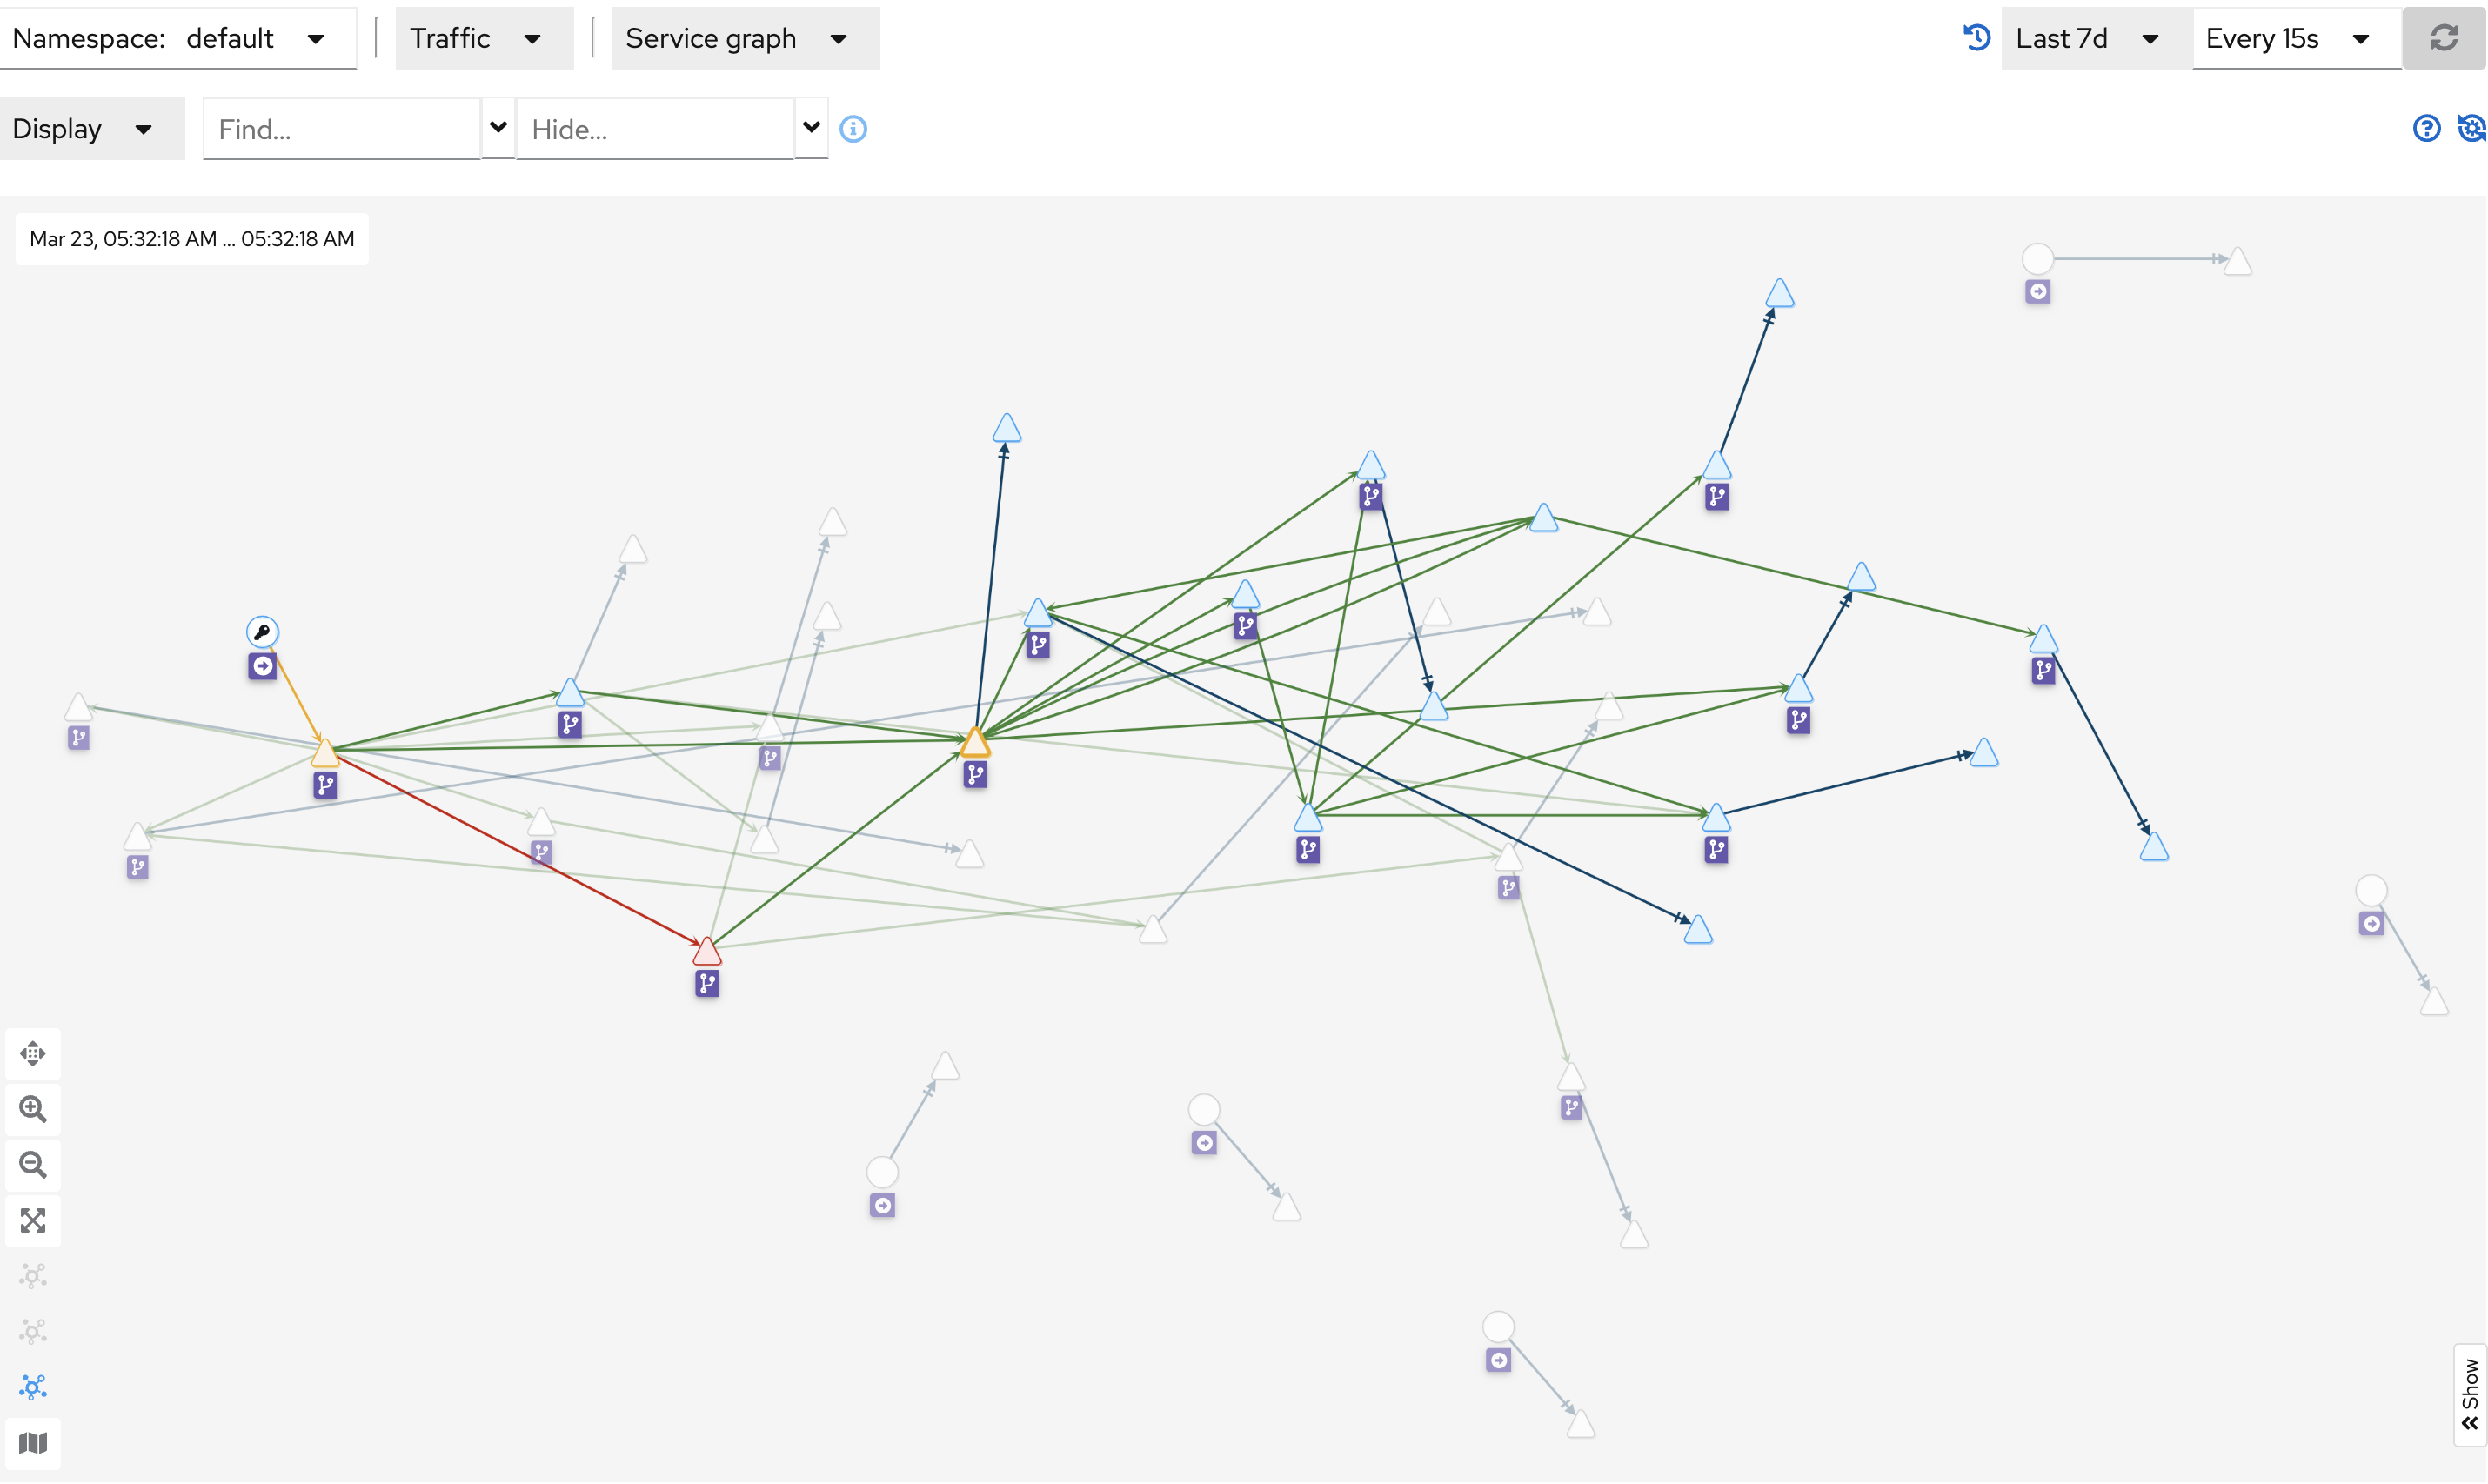 Namespace: default
Traffic
Service graph
Last 7d
Every 15s
Display
Find...
Hide...
Mar 23, 05:32:18 AM ... 05:32:18 AM
Show